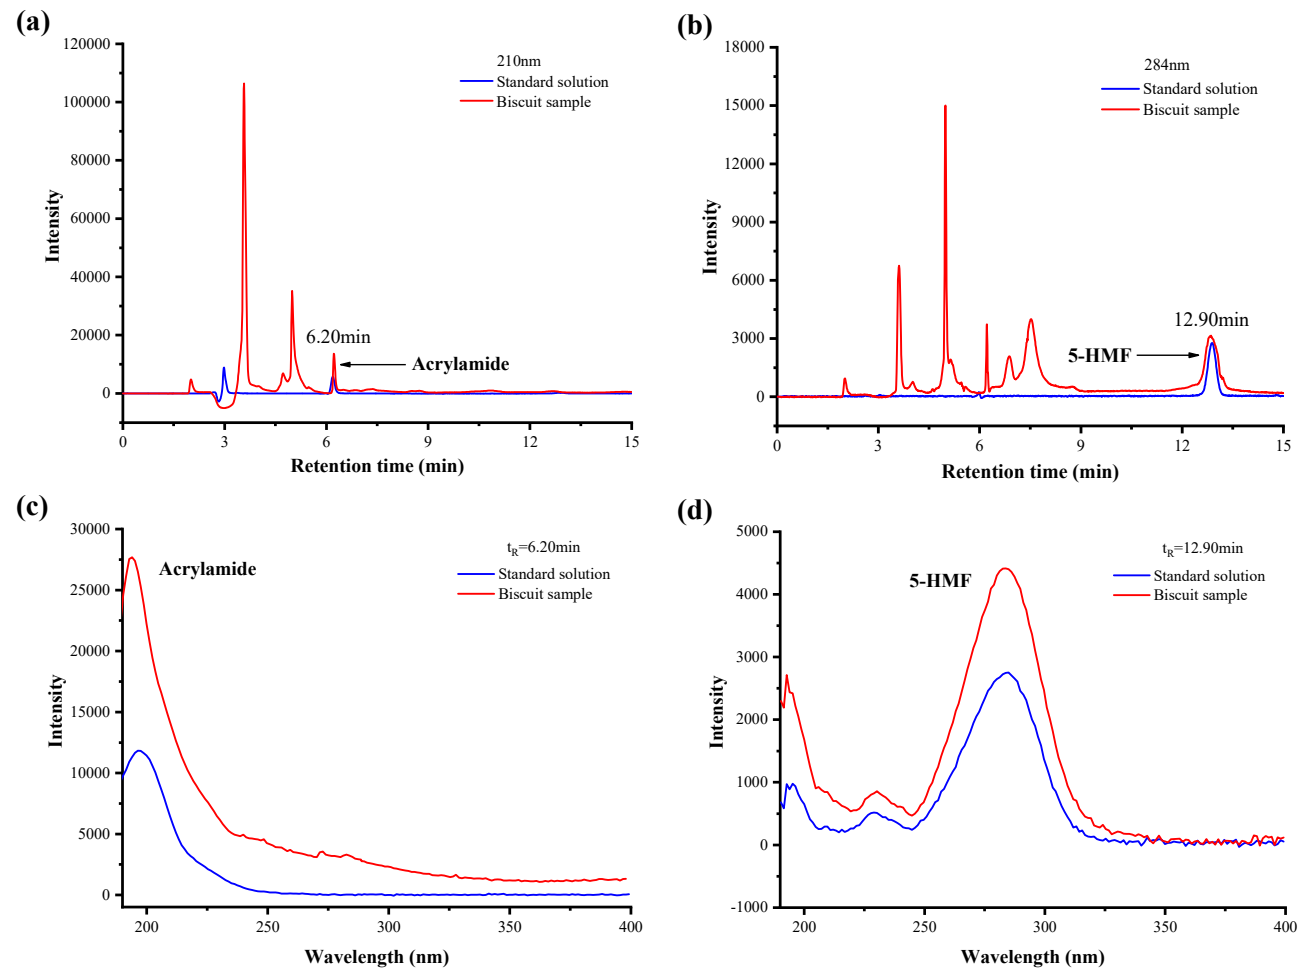 (a)
120000
100000
80000
60000
40000
20000
0
Intensity
210nm
Standard solution
Biscuit sample
6.20min
Acrylamide
0 3 6 9 12 15
Retention time (min)
(b)
18000
15000
12000
9000
6000
3000
0
Intensity
284nm
Standard solution
Biscuit sample
12.90min
5-HMF
0 3 6 9 12 15
Retention time (min)
(c)
30000
25000
20000
15000
10000
5000
0
Intensity
Acrylamide
tR=6.20min
Standard solution
Biscuit sample
200 250 300 350 400
Wavelength (nm)
(d)
5000
4000
3000
2000
1000
0
-1000
Intensity
5-HMF
tR=12.90min
Standard solution
Biscuit sample
200 250 300 350 400
Wavelength (nm)